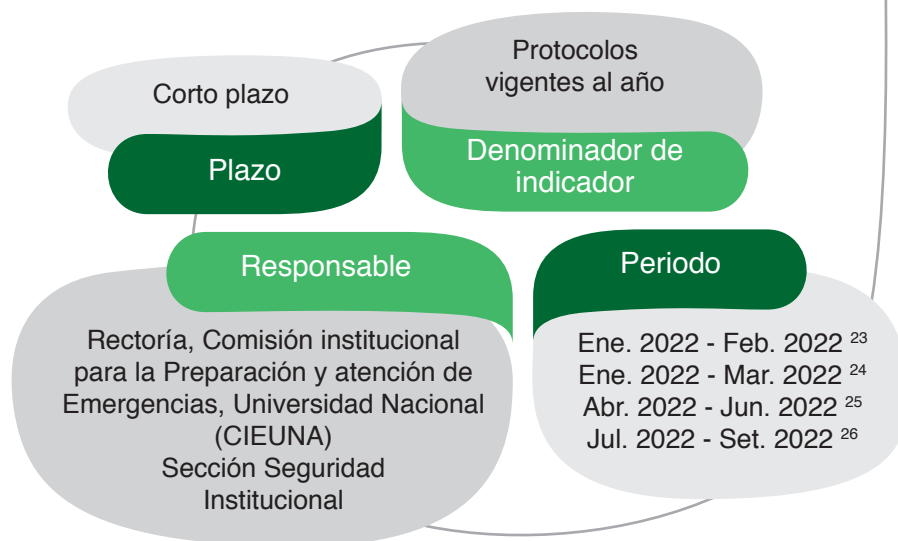 Corto plazo
Plazo
Protocolos
vigentes al año
Denominador de
indicador
Responsable
Rectoría, Comisión institucional
para la Preparación y atención de
Emergencias, Universidad Nacional
(CIEUNA)
Sección Seguridad
Institucional
Periodo
Ene. 2022 - Feb. 2022 23
Ene. 2022 - Mar. 2022 24
Abr. 2022 - Jun. 2022 25
Jul. 2022 - Set. 2022 26